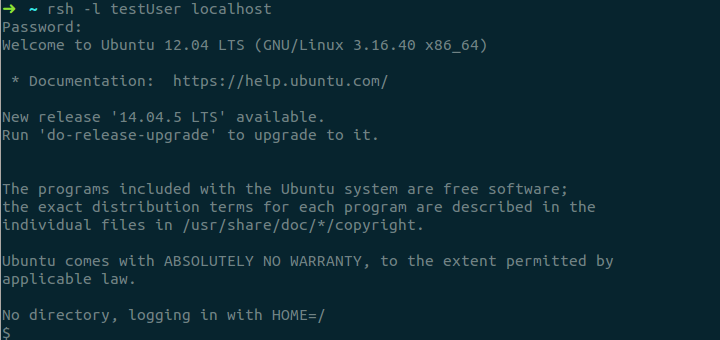 ➜ ~ rsh -l testUser localhost
Password:
Welcome to Ubuntu 12.04 LTS (GNU/Linux 3.16.40 x86_64)
* Documentation: https://help.ubuntu.com/
New release '14.04.5 LTS' available.
Run 'do-release-upgrade' to upgrade to it.
The programs included with the Ubuntu system are free software;
the exact distribution terms for each program are described in the
individual files in /usr/share/doc/*/copyright.
Ubuntu comes with ABSOLUTELY NO WARRANTY, to the extent permitted by
applicable law.
No directory, logging in with HOME=/
$